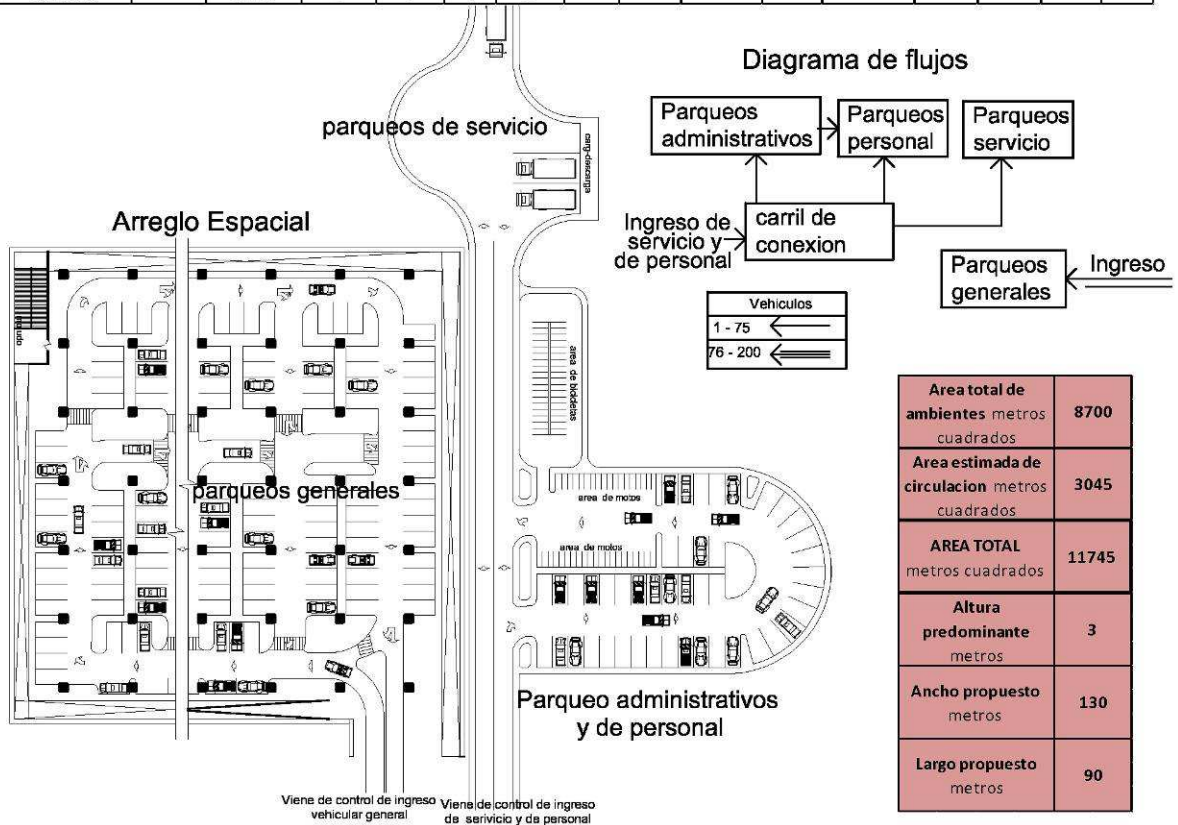 Diagrama de flujos
Parqueos
administrativos
Parqueos
personal
Parqueos
servicio
Ingreso de
servicio y
de personal
carril de
conexion
Parqueos
generales
Ingreso
Vehiculos
1 - 75
76 - 200
parqueos de servicio
carg-descarga
Arreglo Espacial
parqueos generales
area de bicicletas
area de motos
area de motos
Parqueo administrativos
y de personal
Viene de control de ingreso
vehicular general
Viene de control de ingreso
de serivicio y de personal
Area total de
ambientes metros
cuadrados
8700
Area estimada de
circulacion metros
cuadrados
3045
AREA TOTAL
metros cuadrados
11745
Altura
predominante
metros
3
Ancho propuesto
metros
130
Largo propuesto
metros
90